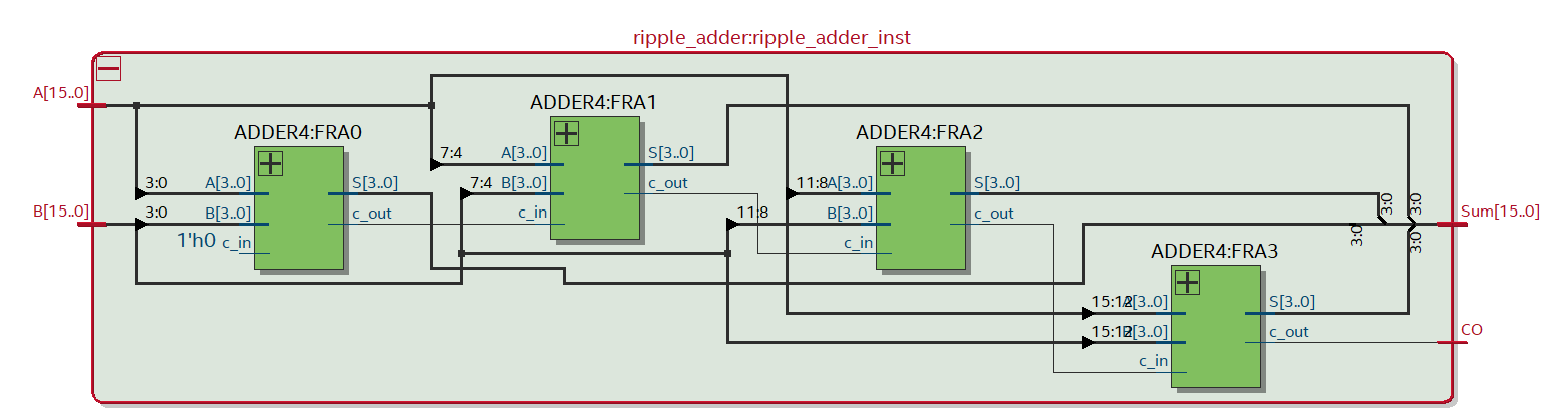 ripple_adder:ripple_adder_inst
A[15..0]
B[15..0]
ADDER4:FRA0
3:0 A[3..0]
3:0 B[3..0]
1'h0 c_in
S[3..0]
c_out
ADDER4:FRA1
7:4 A[3..0]
7:4 B[3..0]
c_in
S[3..0]
c_out
ADDER4:FRA2
11:8 A[3..0]
11:8 B[3..0]
c_in
S[3..0]
c_out
ADDER4:FRA3
15:12 A[3..0]
15:12 B[3..0]
c_in
S[3..0]
c_out
3:0
3:0
3:0
3:0
Sum[15..0]
CO